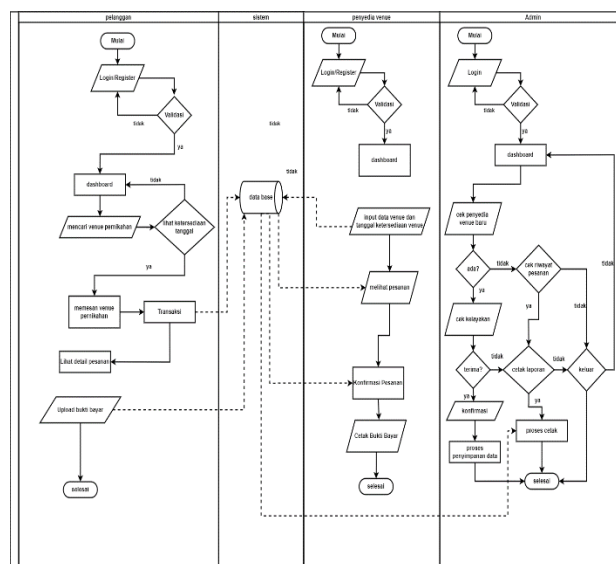 pelanggan
sistem
penyedia venue
Admin
Mulai
Login/Register
Validasi
tidak
ya
dashboard
tidak
mencari venue pernikahan
lihat ketersediaan
tanggal
ya
memesan venue
pernikahan
Transaksi
Lihat detail pesanan
Upload bukti bayar
selesai
tidak
tidak
data base
Mulai
Login/Register
Validasi
tidak
ya
dashboard
Input data venue dan
tanggal ketersediaan venue
melihat pesanan
Konfirmasi Pesanan
Cetak Bukti Bayar
selesai
Mulai
Login
Validasi
tidak
ya
dashboard
cek penyedia
venue baru
ada?
tidak
cek riwayat
pesanan
tidak
tidak
ya
ya
cek kelayakan
terima?
tidak
cetak laporan
tidak
keluar
ya
ya
konfirmasi
proses cetak
proses
penyimpanan data
selesai